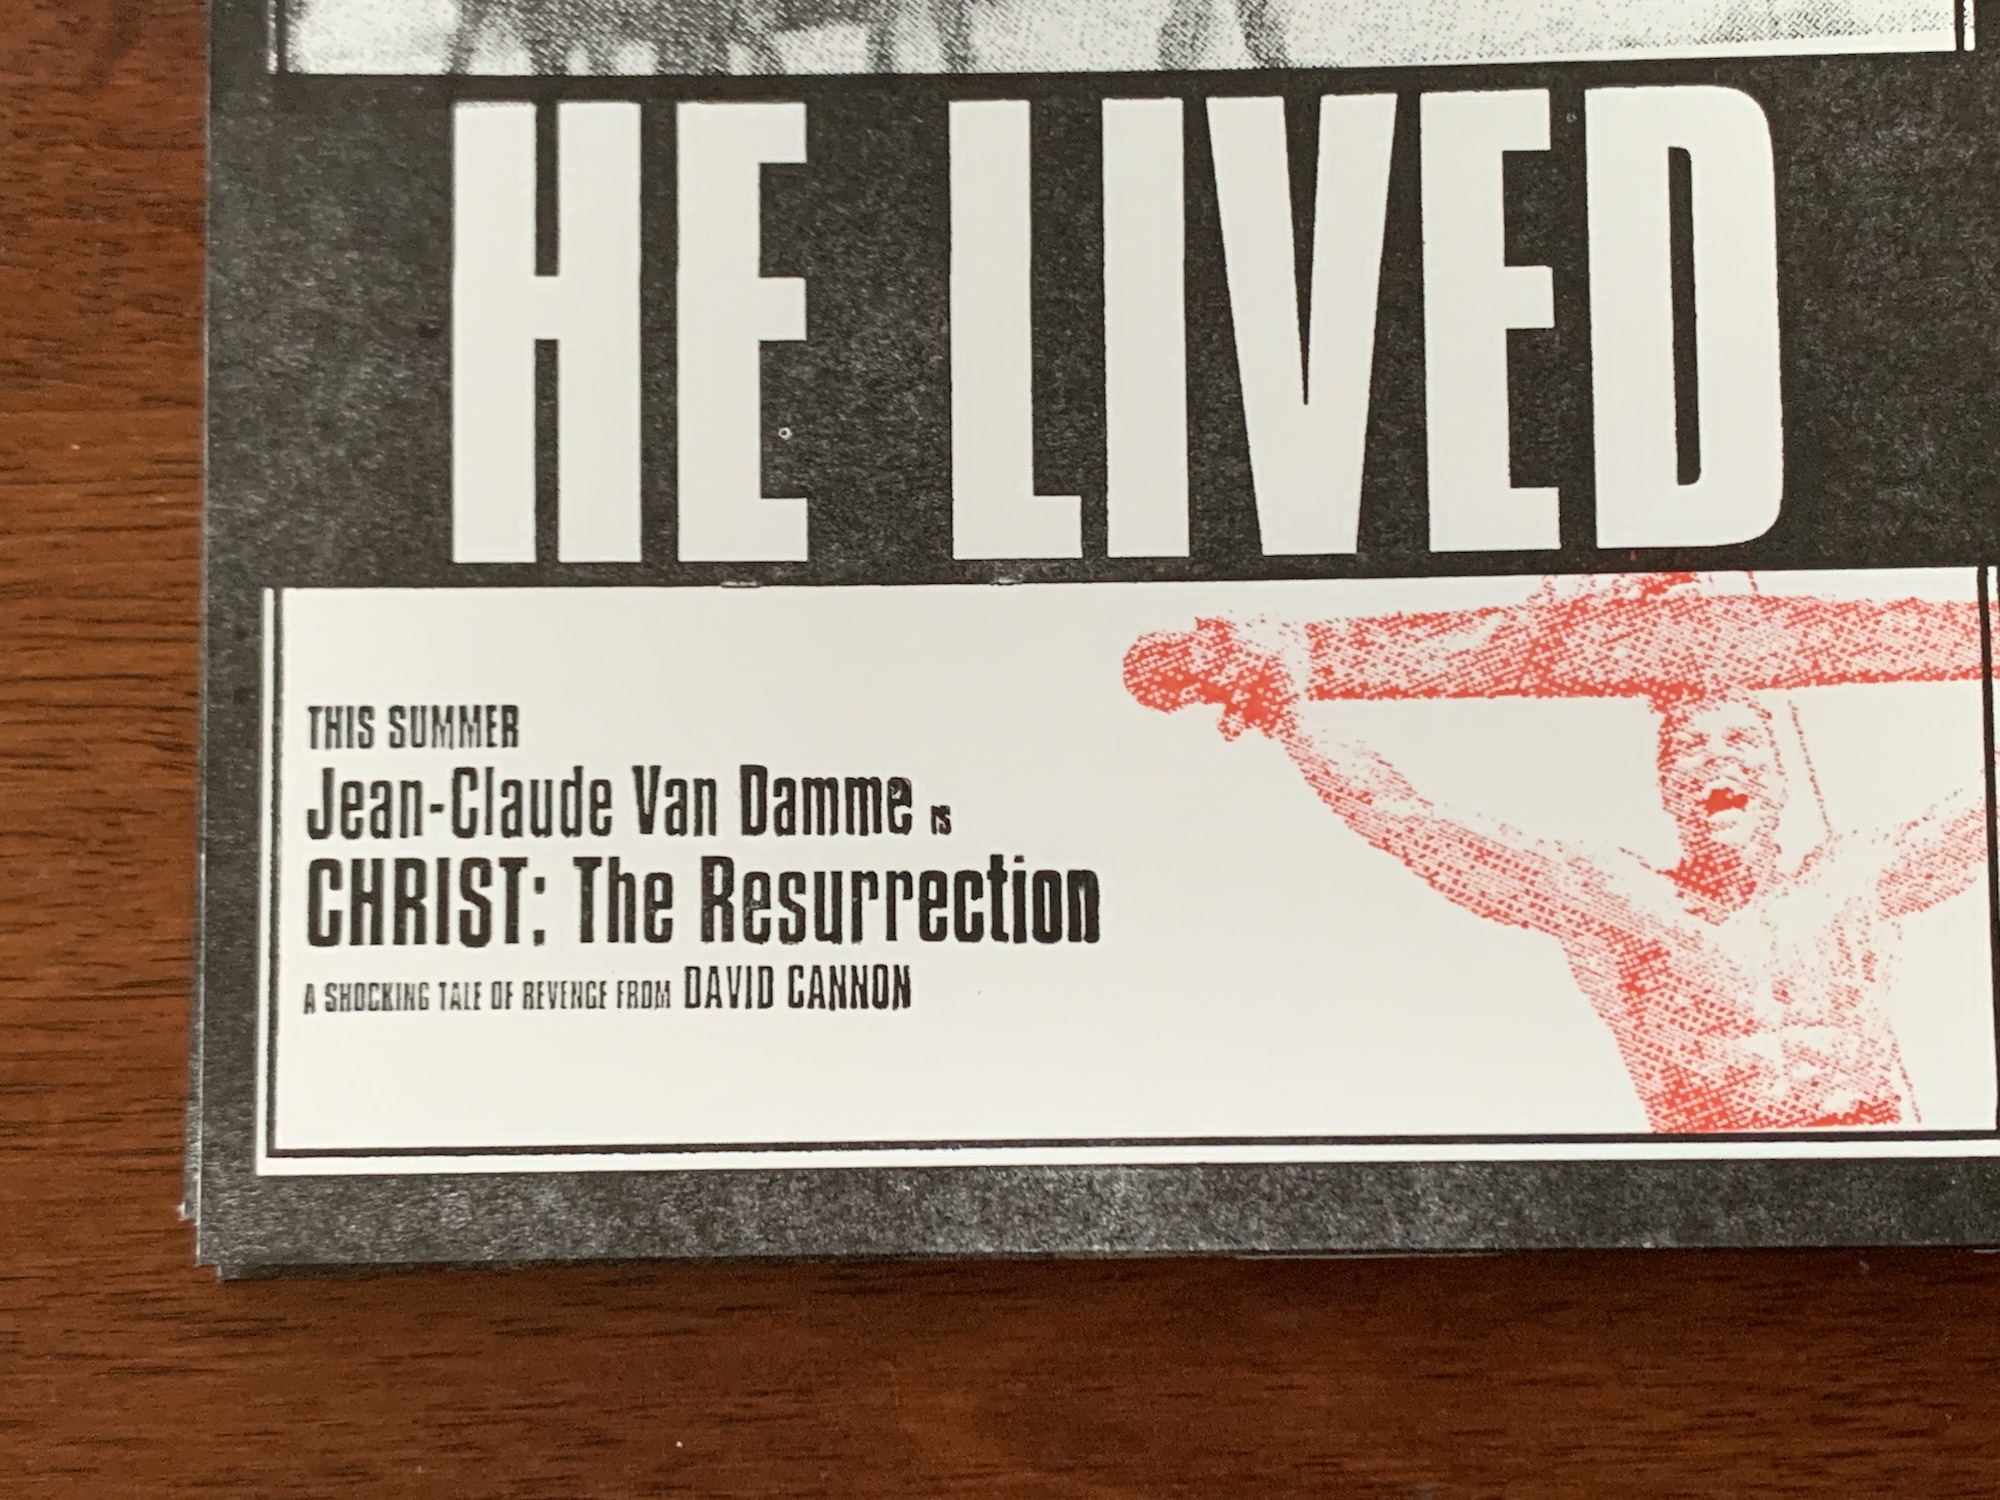 HE LIVED
THIS SUMMER
Jean-Claude Van Damme is
CHRIST: The Resurrection
A SHOCKING TALE OF REVENGE FROM DAVID CANNON